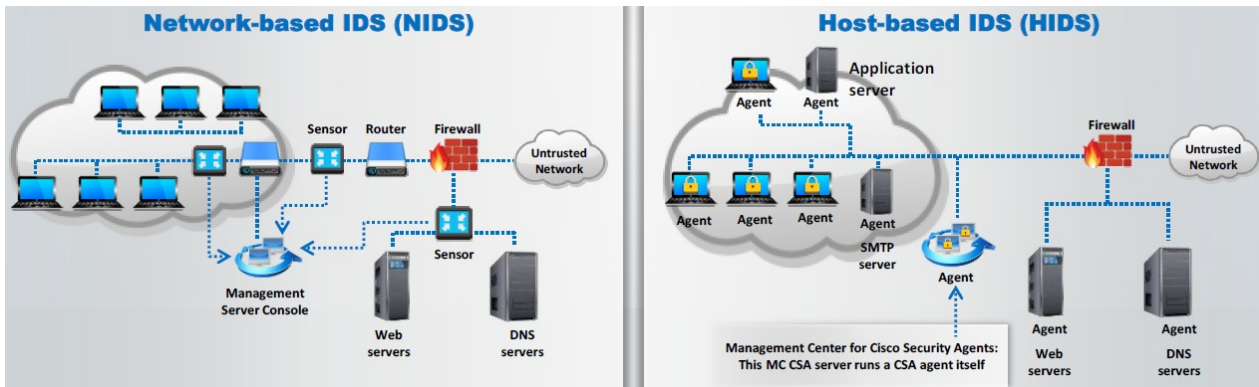 Network-based IDS (NIDS)
Sensor
Router
Firewall
Untrusted
Network
Sensor
Management
Server Console
Web
servers
DNS
servers
Host-based IDS (HIDS)
Application
server
Agent
Agent
Firewall
Untrusted
Network
Agent
Agent
Agent
Agent
SMTP
server
Agent
Agent
Web
servers
Agent
DNS
servers
Management Center for Cisco Security Agents:
This MC CSA server runs a CSA agent itself